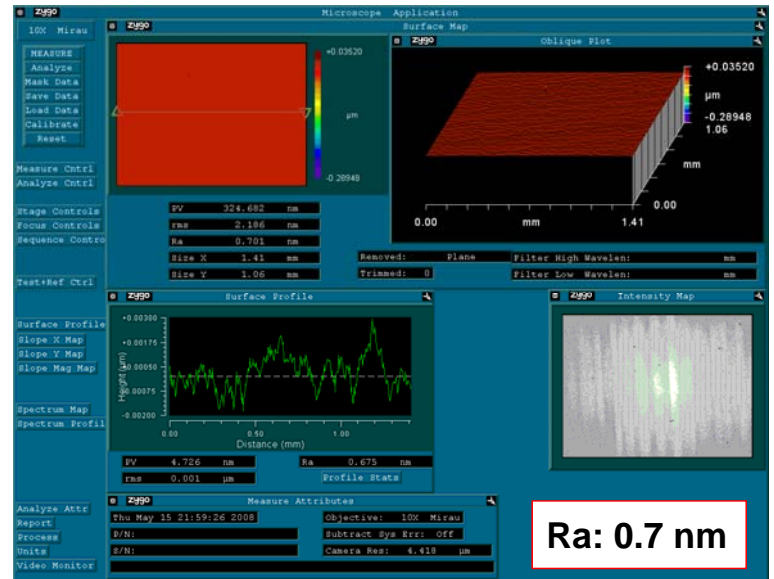 zygo Microscope Application
10X Mirau
MEASURE
Analyze
Mask Data
Save Data
Load Data
Calibrate
Reset
Measure Cntrl
Analyze Cntrl
Stage Controls
Focus Controls
Sequence Contro
Test+Ref Ctrl
Surface Profile
Slope X Map
Slope Y Map
Slope Mag Map
Spectrum Map
Spectrum Profil
Analyze Attr
Report
Process
Units
Video Monitor
zygo Surface Map
+0.03520
µm
-0.28948
zygo Oblique Plot
+0.03520
µm
-0.28948
1.06
mm
0.00
0.00 mm 1.41
PV 324.682 nm
rms 2.186 nm
Ra 0.701 nm
Size X 1.41 mm
Size Y 1.06 mm
Removed: Plane
Trimmed: 0
Filter High Wavelen: mm
Filter Low Wavelen: mm
zygo Surface Profile
+0.00300
+0.00175
+0.00050
-0.00075
-0.00200
Height (µm)
0.00 0.50 1.00
Distance (mm)
PV 4.726 nm
rms 0.001 µm
Ra 0.675 nm
Profile Stats
zygo Intensity Map
zygo Measure Attributes
Thu May 15 21:59:26 2008
P/N:
S/N:
Objective: 10X Mirau
Subtract Sys Err: Off
Camera Res: 4.418 µm
Ra: 0.7 nm